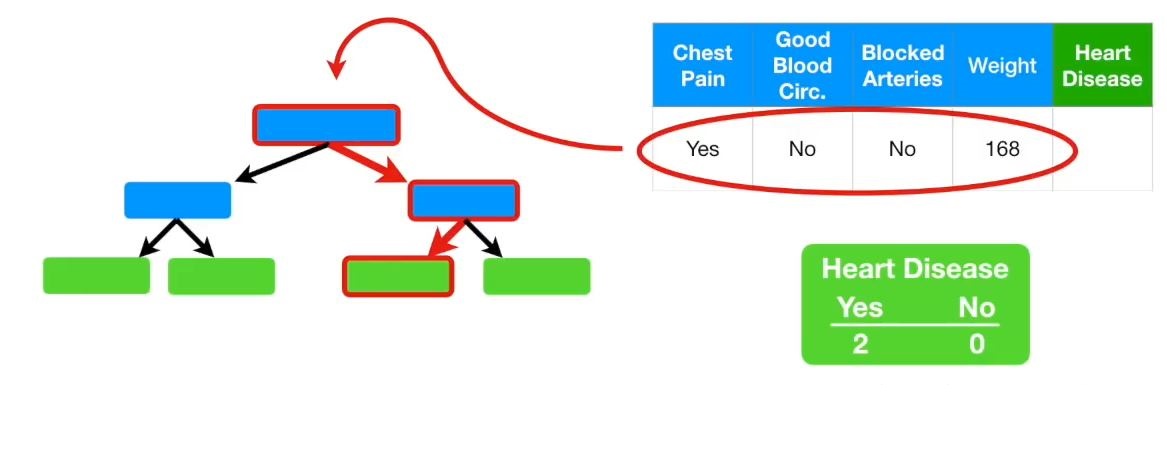 Chest Pain
Good Blood Circ.
Blocked Arteries
Weight
Heart Disease
Yes No No 168
Heart Disease
Yes No
2 0